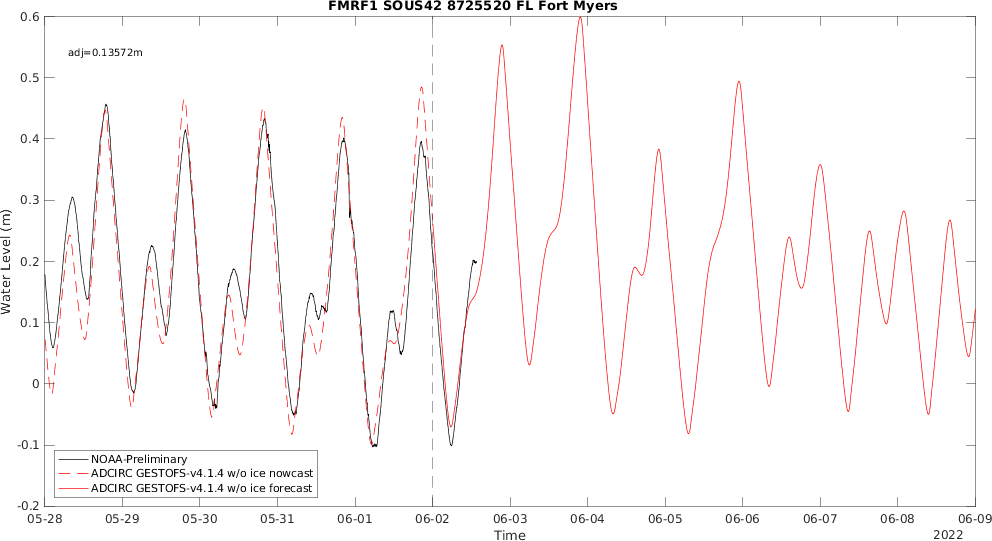 FMRF1 SOUS42 8725520 FL Fort Myers
adj=0.13572m
0.6
0.5
0.4
0.3
0.2
0.1
0
-0.1
-0.2
Water Level (m)
NOAA-Preliminary
ADCIRC GESTOFS-v4.1.4 w/o ice nowcast
ADCIRC GESTOFS-v4.1.4 w/o ice forecast
05-28 05-29 05-30 05-31 06-01 06-02 06-03 06-04 06-05 06-06 06-07 06-08 06-09
Time
2022